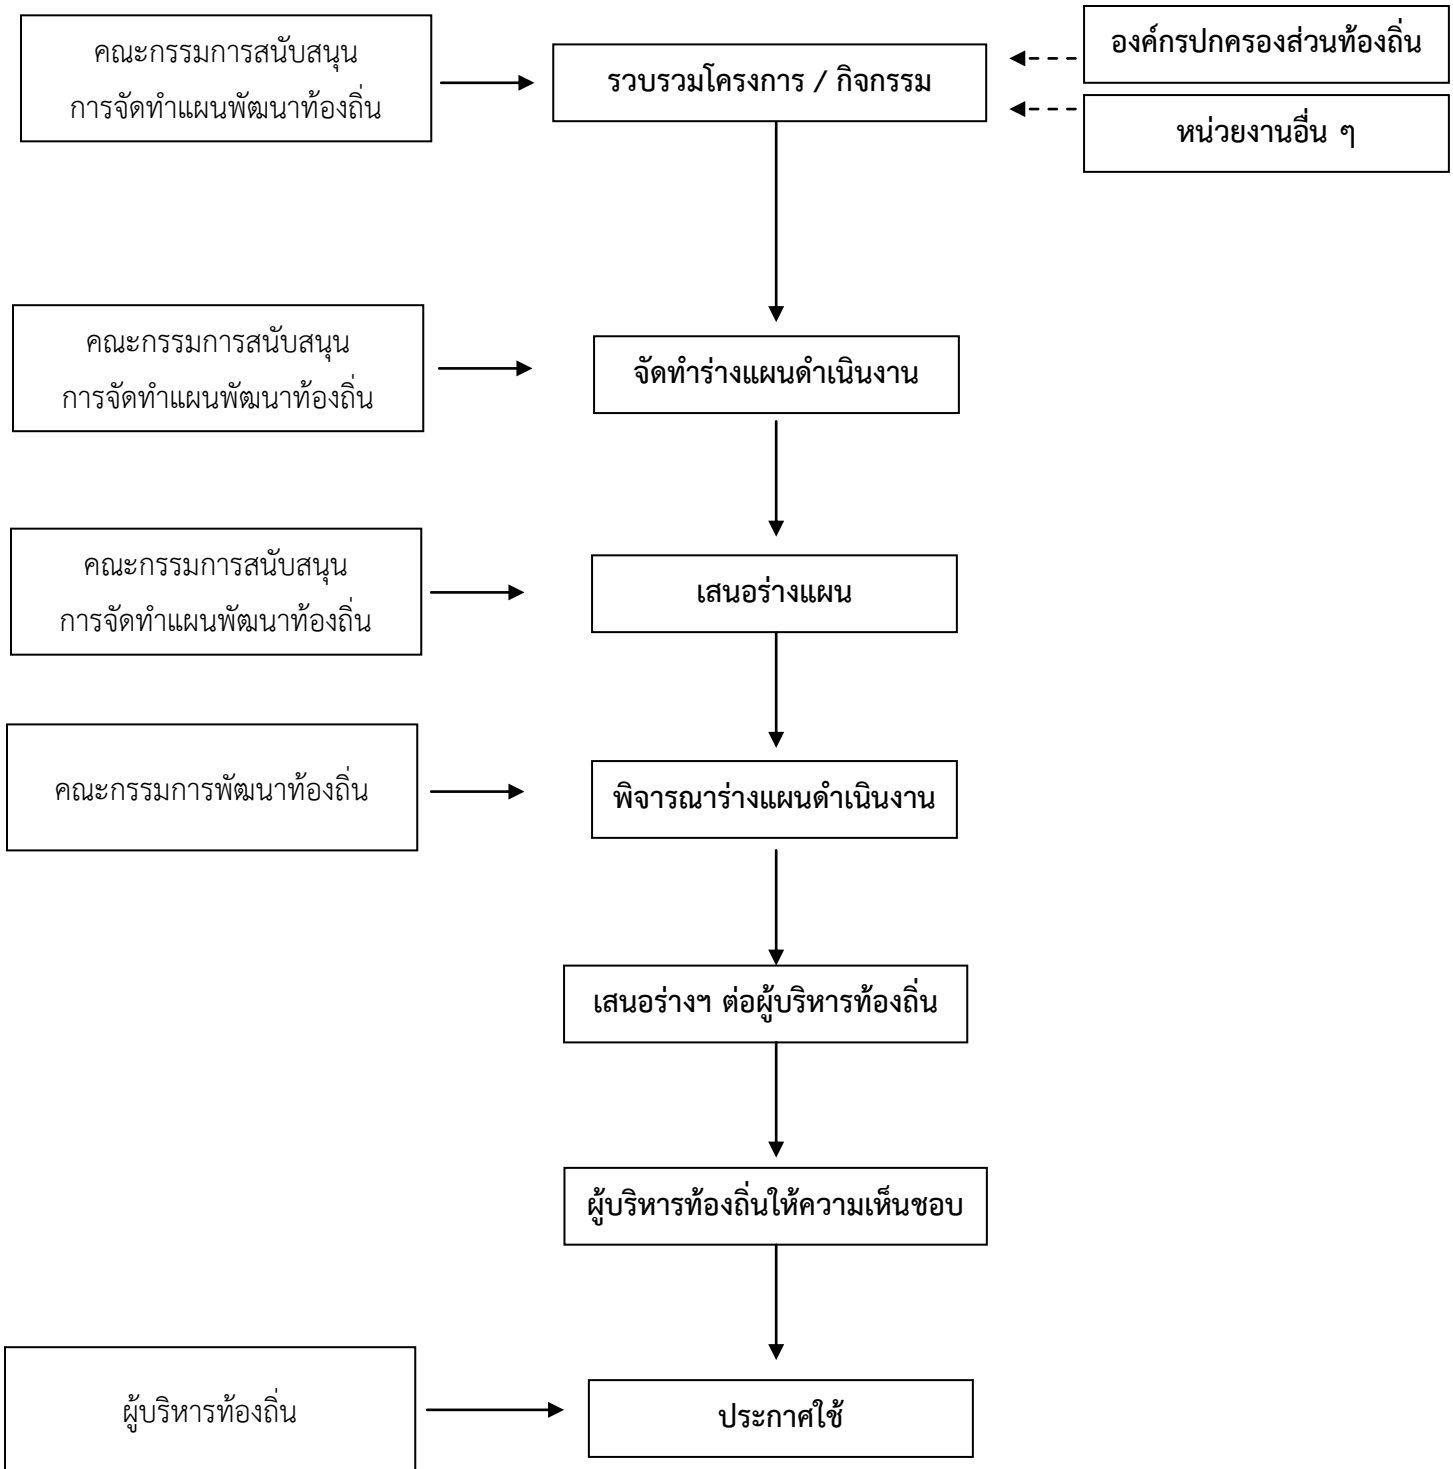 คณะกรรมการสนับสนุน
การจัดทำแผนพัฒนาท้องถิ่น
รวบรวมโครงการ / กิจกรรม
องค์กรปกครองส่วนท้องถิ่น
หน่วยงานอื่น ๆ
คณะกรรมการสนับสนุน
การจัดทำแผนพัฒนาท้องถิ่น
จัดทำร่างแผนดำเนินงาน
คณะกรรมการสนับสนุน
การจัดทำแผนพัฒนาท้องถิ่น
เสนอร่างแผน
คณะกรรมการพัฒนาท้องถิ่น
พิจารณาร่างแผนดำเนินงาน
เสนอร่างฯ ต่อผู้บริหารท้องถิ่น
ผู้บริหารท้องถิ่นให้ความเห็นชอบ
ผู้บริหารท้องถิ่น
ประกาศใช้